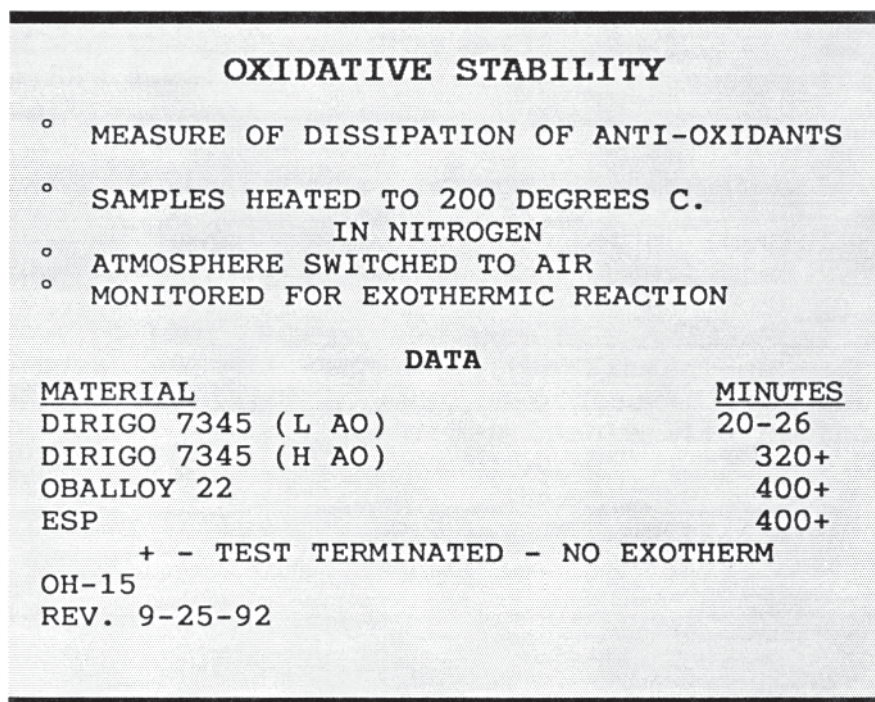 OXIDATIVE STABILITY
° MEASURE OF DISSIPATION OF ANTI-OXIDANTS
° SAMPLES HEATED TO 200 DEGREES C.
IN NITROGEN
° ATMOSPHERE SWITCHED TO AIR
° MONITORED FOR EXOTHERMIC REACTION
DATA
MATERIAL MINUTES
DIRIGO 7345 (L AO) 20-26
DIRIGO 7345 (H AO) 320+
OBALLOY 22 400+
ESP 400+
+ - TEST TERMINATED - NO EXOTHERM
OH-15
REV. 9-25-92